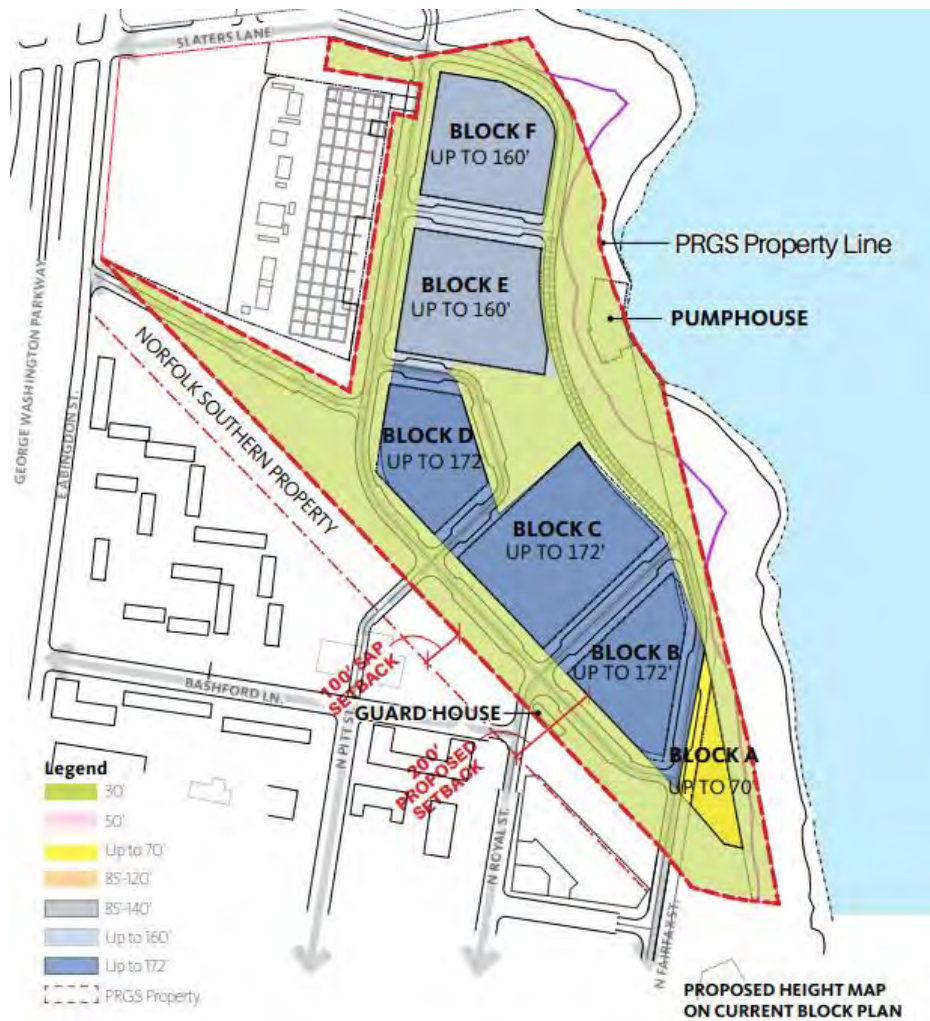 SLATERS LANE
BLOCK F
UP TO 160'
PRGS Property Line
BLOCK E
UP TO 160'
PUMPHOUSE
GEORGE WASHINGTON PARKWAY
E ABINGDON ST.
NORFOLK SOUTHERN PROPERTY
BLOCK D
UP TO 172
BLOCK C
UP TO 172'
BLOCK B
UP TO 172'
100' SAP
SETBACK
BASHFORD LN.
N PITT ST.
GUARD HOUSE
200'
PROPOSED
SETBACK
BLOCK A
UP TO 70'
N ROYAL ST.
N FAIRFAX ST.
Legend
30'
50'
Up to 70'
85'-120'
85'-140'
Up to 160'
Up to 172'
PRGS Property
PROPOSED HEIGHT MAP
ON CURRENT BLOCK PLAN